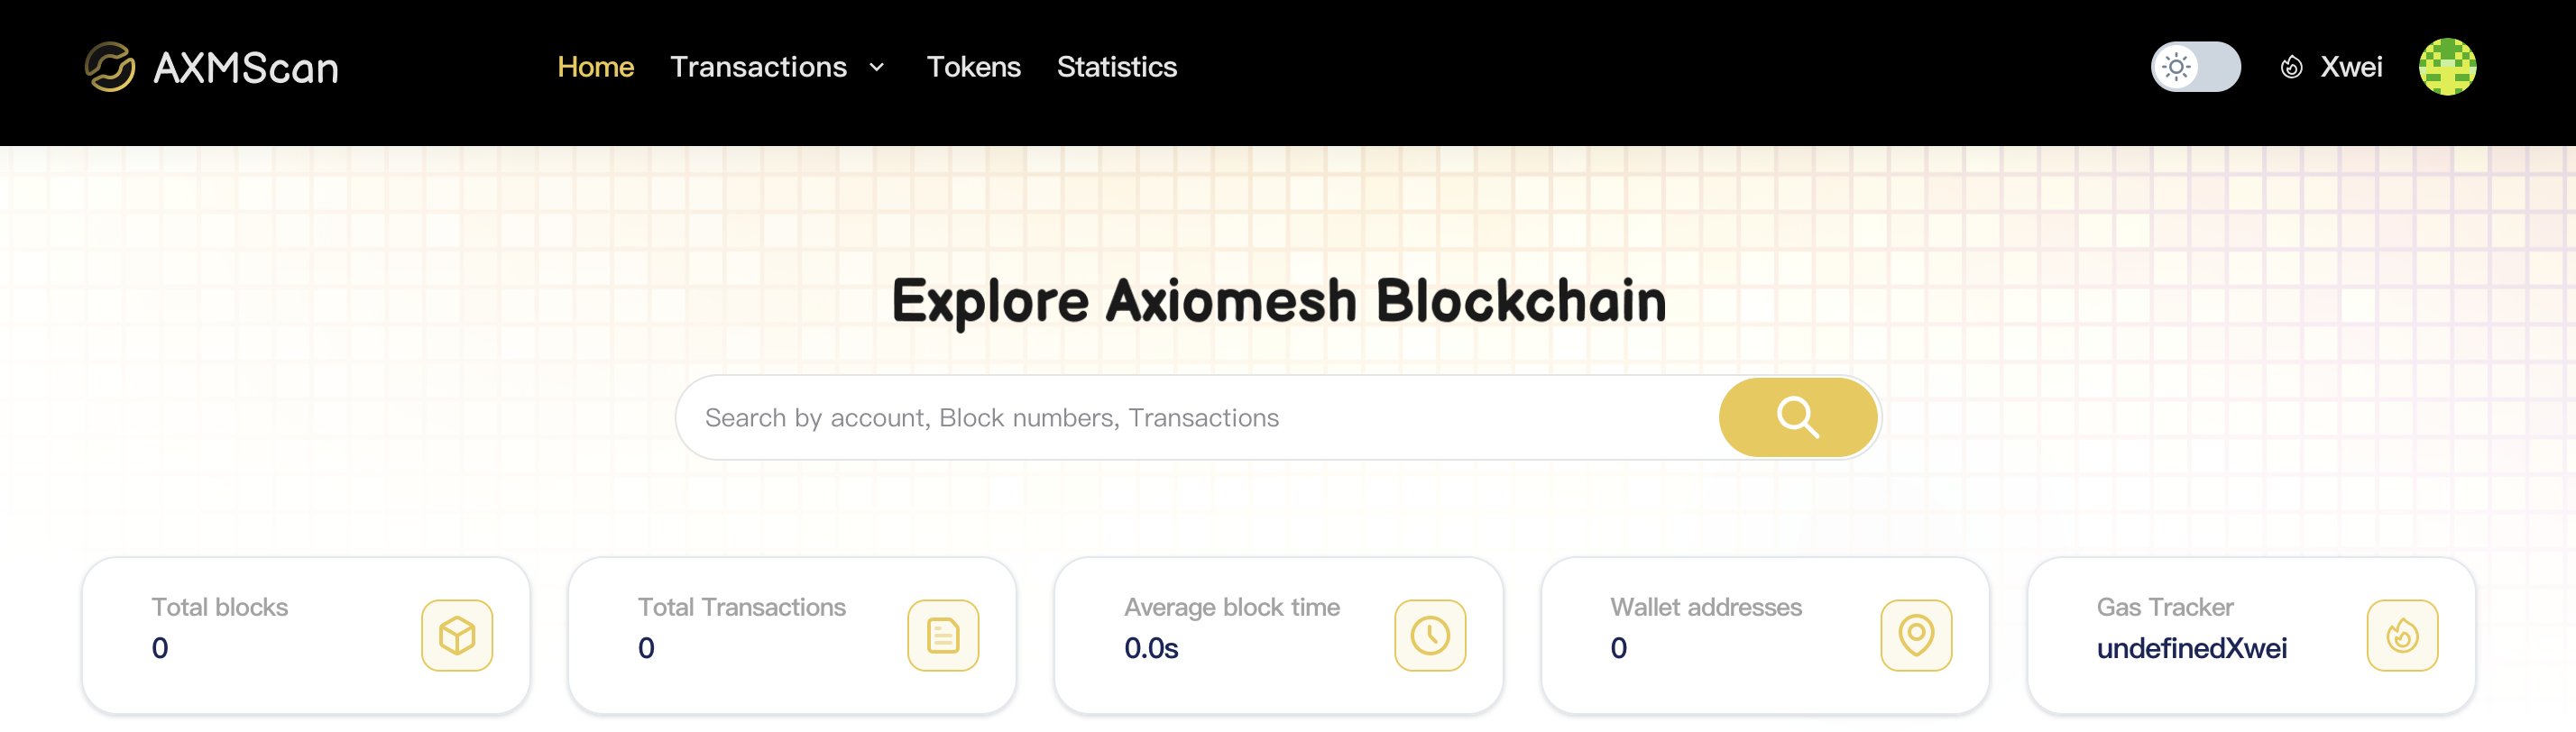 AXMScan
Home Transactions Tokens Statistics
Xwei
Explore Axiomesh Blockchain
Search by account, Block numbers, Transactions
Total blocks
0
Total Transactions
0
Average block time
0.0s
Wallet addresses
0
Gas Tracker
undefinedXwei